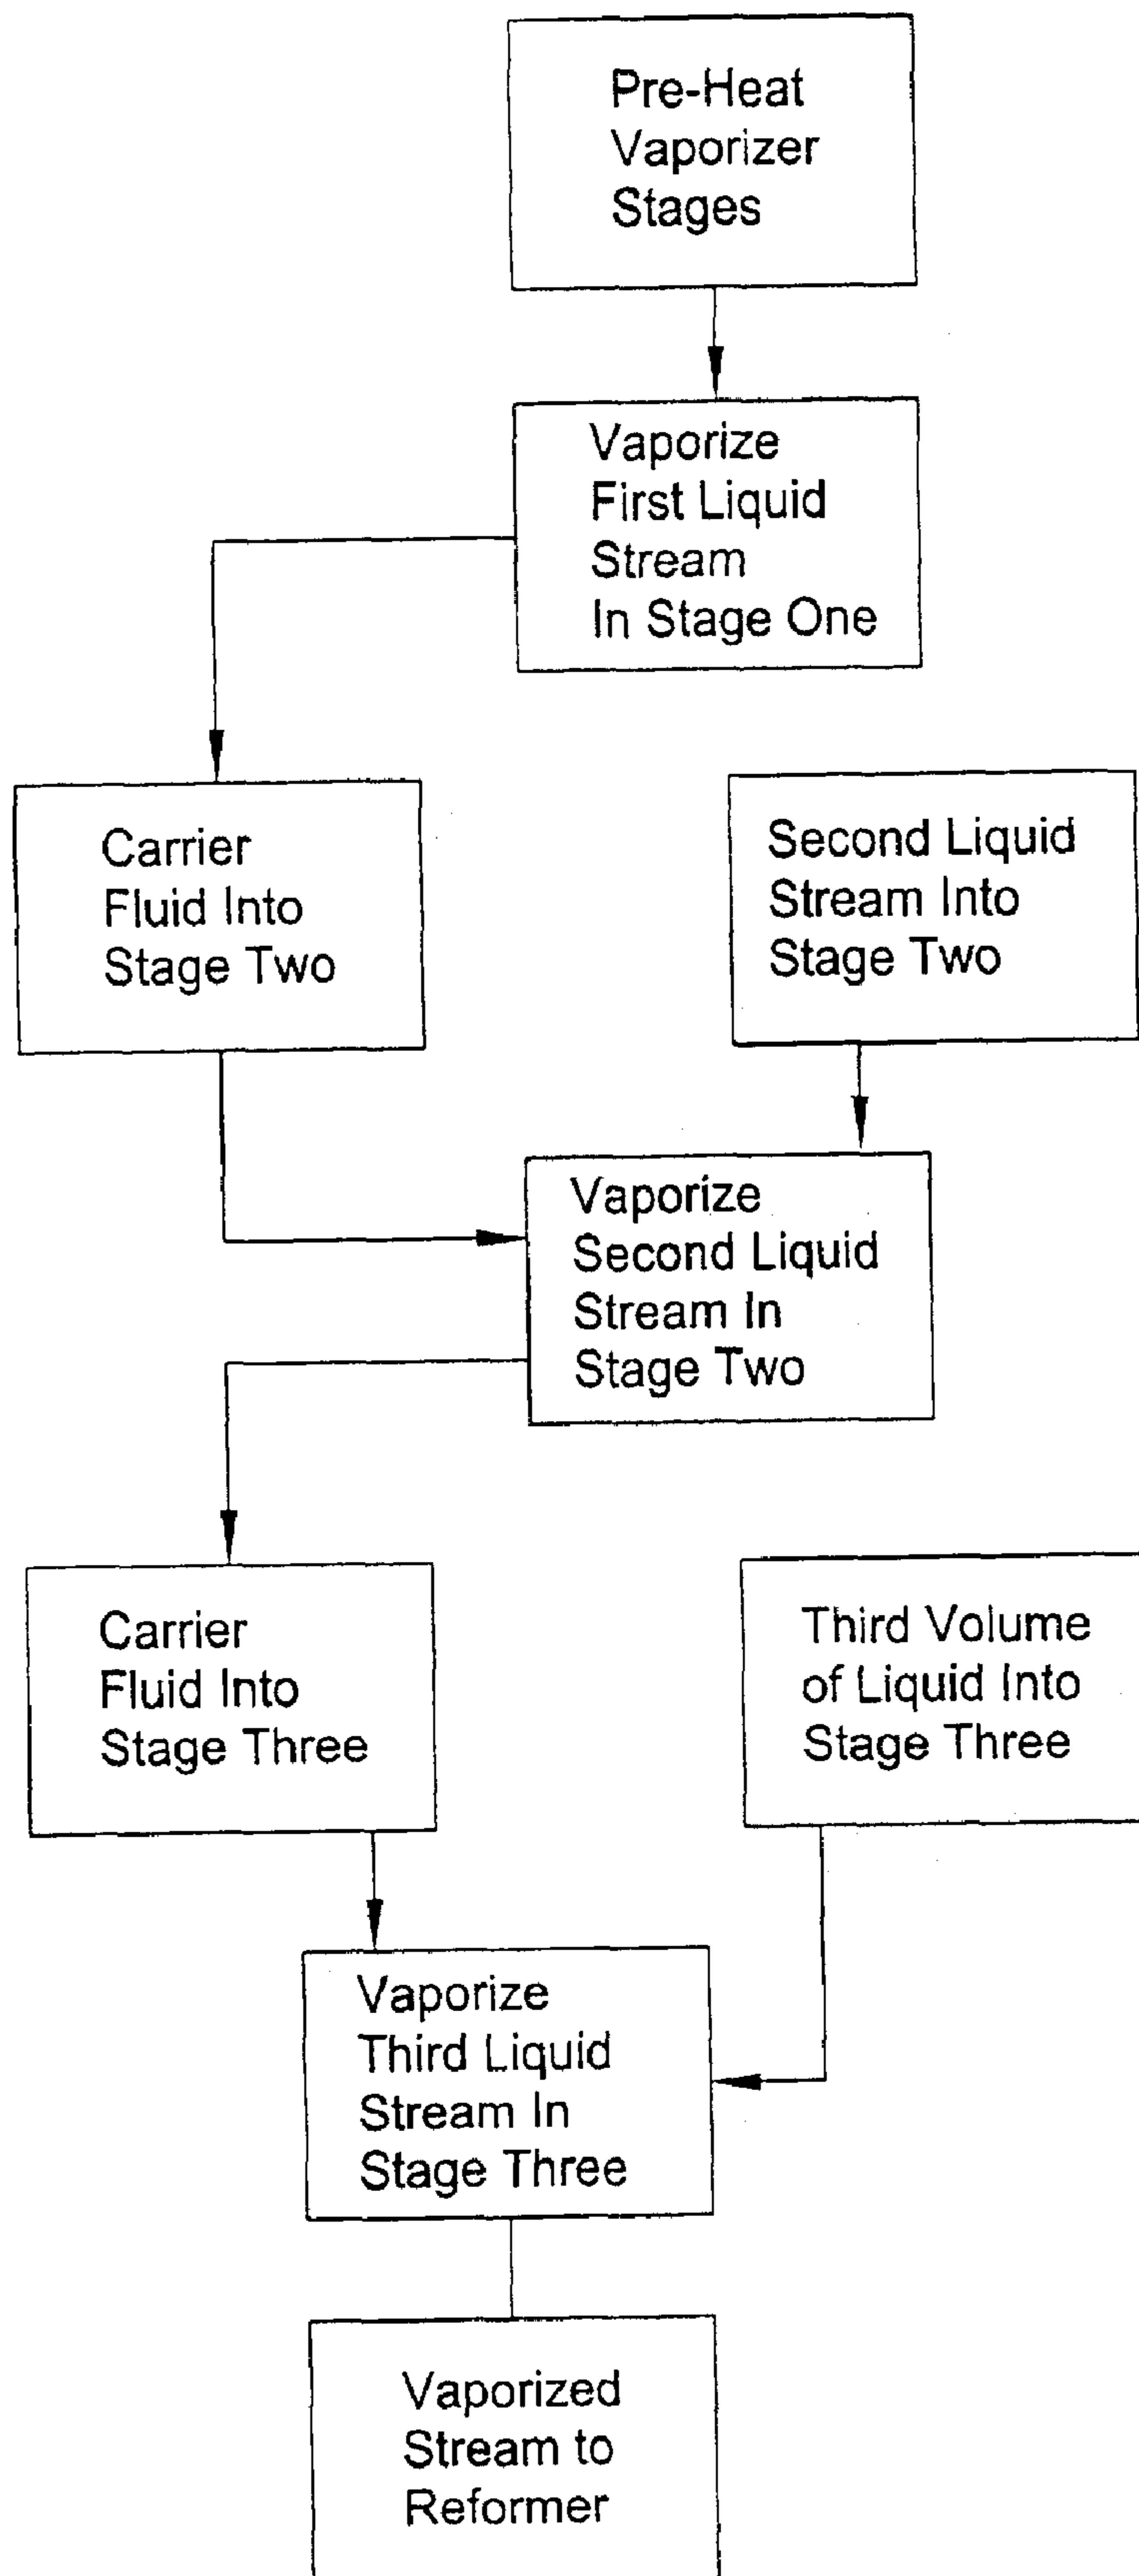 Pre-Heat
Vaporizer
Stages
Vaporize
First Liquid
Stream
In Stage One
Carrier
Fluid Into
Stage Two
Second Liquid
Stream Into
Stage Two
Vaporize
Second Liquid
Stream In
Stage Two
Carrier
Fluid Into
Stage Three
Third Volume
of Liquid Into
Stage Three
Vaporize
Third Liquid
Stream In
Stage Three
Vaporized
Stream to
Reformer